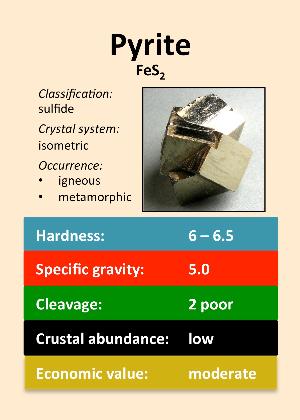 Pyrite
FeS₂
Classification:
sulfide
Crystal system:
isometric
Occurrence:
• igneous
• metamorphic
Hardness: 6 – 6.5
Specific gravity: 5.0
Cleavage: 2 poor
Crustal abundance: low
Economic value: moderate